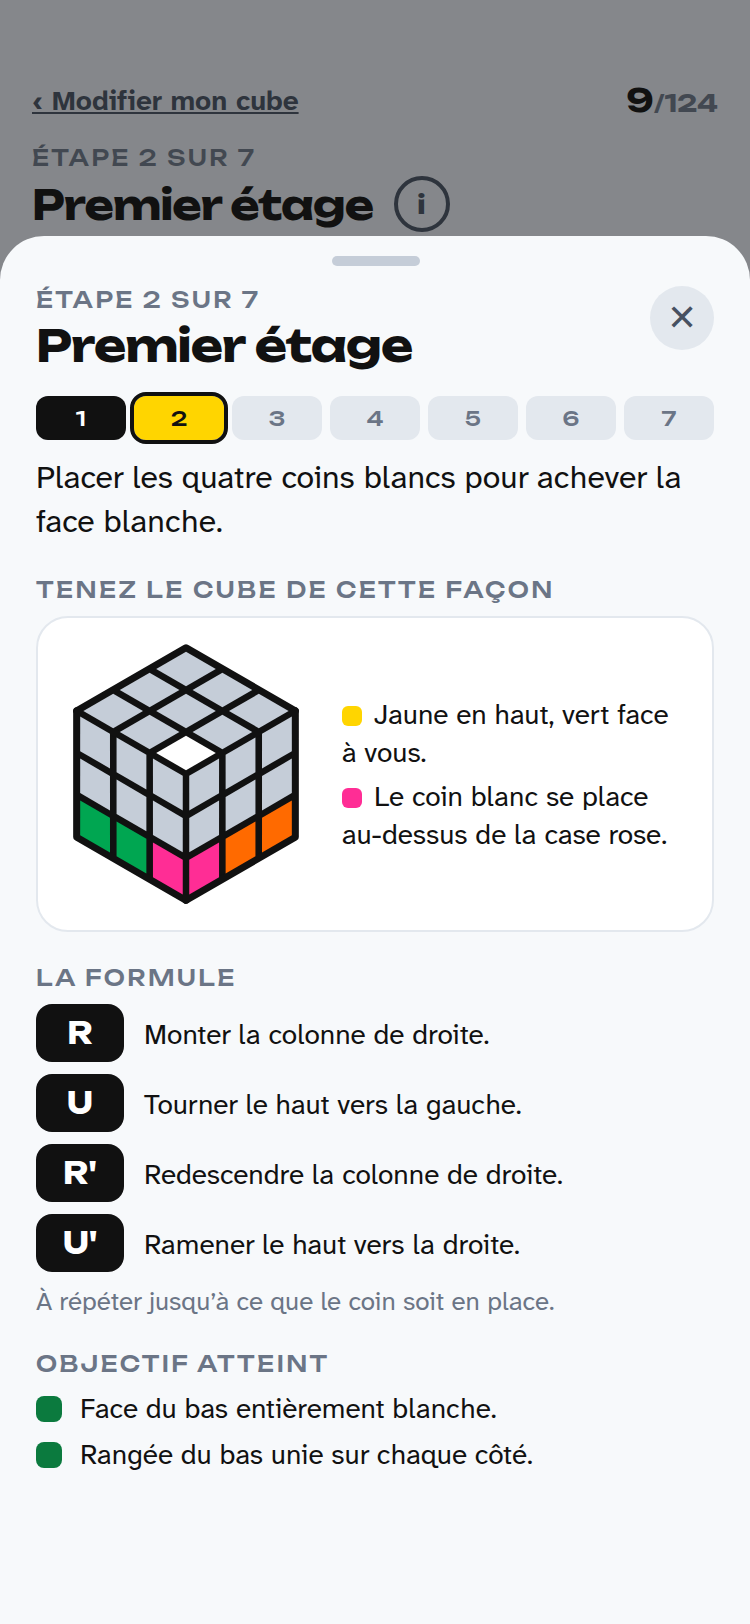 ‹ Modifier mon cube
9/124
ÉTAPE 2 SUR 7
Premier étage
i
ÉTAPE 2 SUR 7
Premier étage
✕
1 2 3 4 5 6 7
Placer les quatre coins blancs pour achever la
face blanche.
TENEZ LE CUBE DE CETTE FAÇON
Jaune en haut, vert face
à vous.
Le coin blanc se place
au-dessus de la case rose.
LA FORMULE
R Monter la colonne de droite.
U Tourner le haut vers la gauche.
R' Redescendre la colonne de droite.
U' Ramener le haut vers la droite.
À répéter jusqu’à ce que le coin soit en place.
OBJECTIF ATTEINT
Face du bas entièrement blanche.
Rangée du bas unie sur chaque côté.